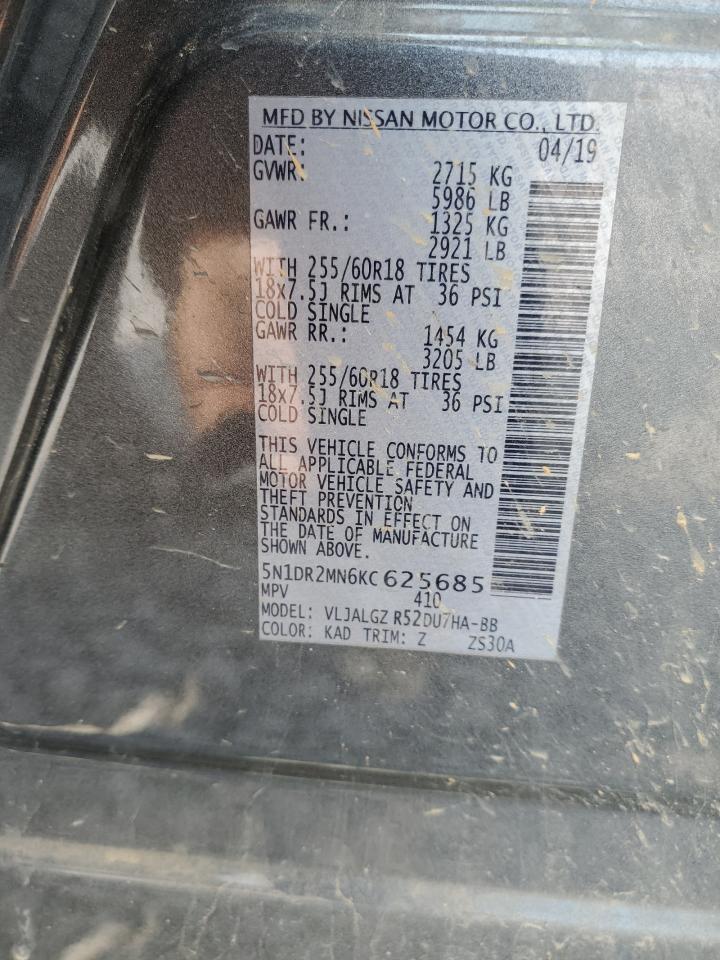 MFD BY NISSAN MOTOR CO., LTD.
DATE: 04/19
GVWR: 2715 KG
5986 LB
GAWR FR.: 1325 KG
2921 LB
WITH 255/60R18 TIRES
18x7.5J RIMS AT 36 PSI
COLD SINGLE
GAWR RR.: 1454 KG
3205 LB
WITH 255/60R18 TIRES
18x7.5J RIMS AT 36 PSI
COLD SINGLE
THIS VEHICLE CONFORMS TO
ALL APPLICABLE FEDERAL
MOTOR VEHICLE SAFETY AND
THEFT PREVENTION
STANDARDS IN EFFECT ON
THE DATE OF MANUFACTURE
SHOWN ABOVE.
5N1DR2MN6KC 625685
MPV 410
MODEL: VLJALGZ R52DU7HA-BB
COLOR: KAD TRIM: Z ZS30A